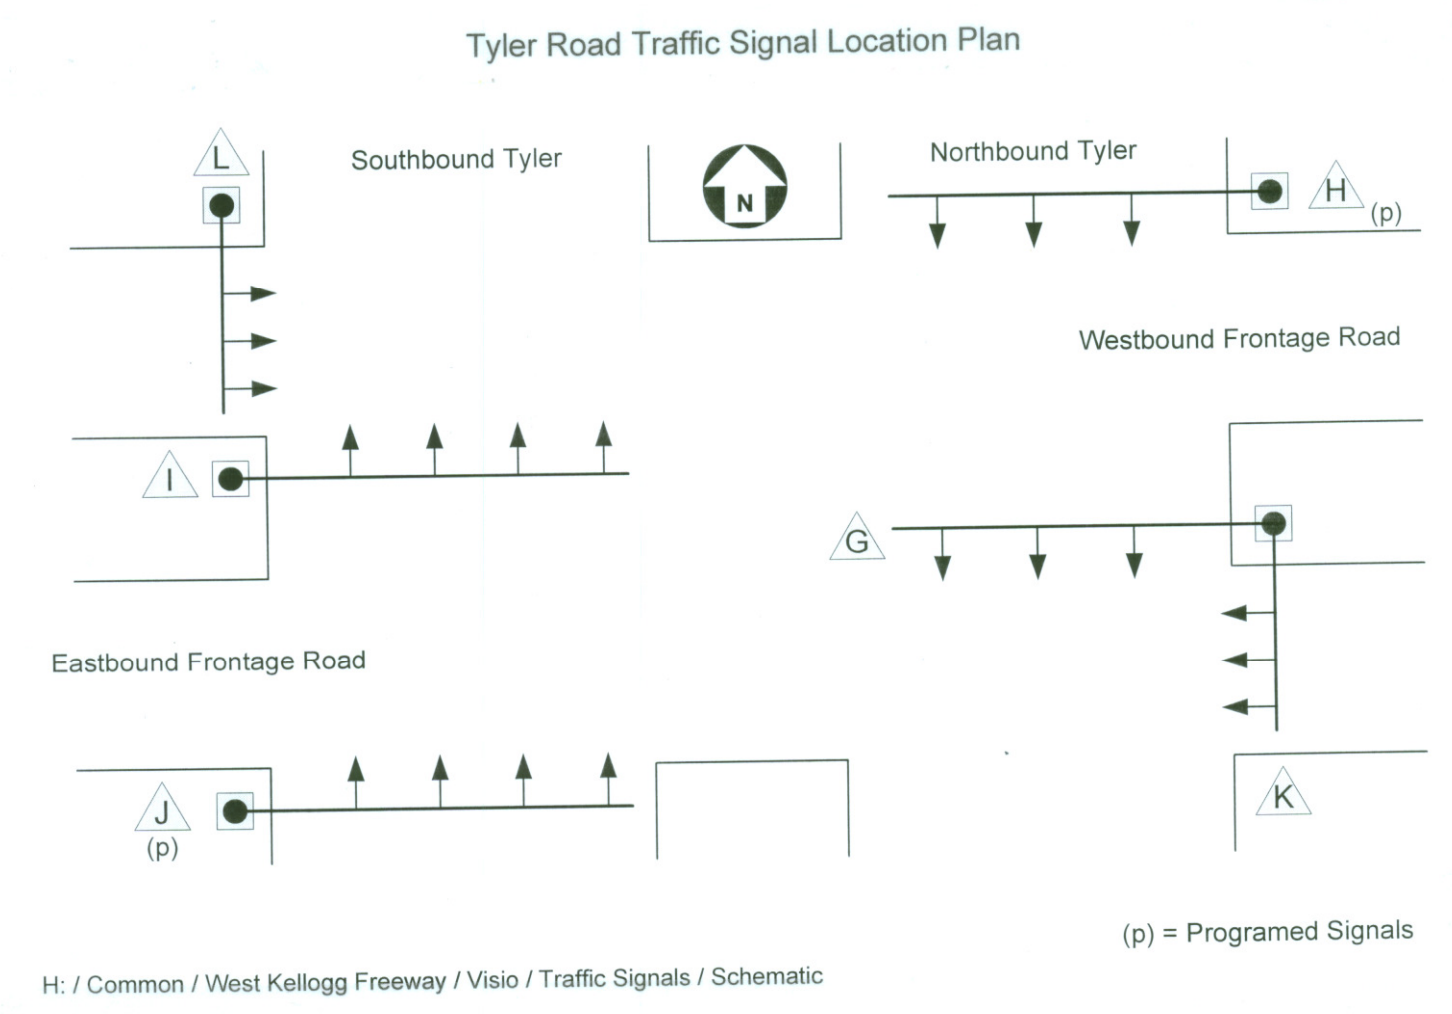 Tyler Road Traffic Signal Location Plan
L
Southbound Tyler
N
Northbound Tyler
H
(p)
Westbound Frontage Road
I
G
Eastbound Frontage Road
J
(p)
K
(p) = Programed Signals
H: / Common / West Kellogg Freeway / Visio / Traffic Signals / Schematic